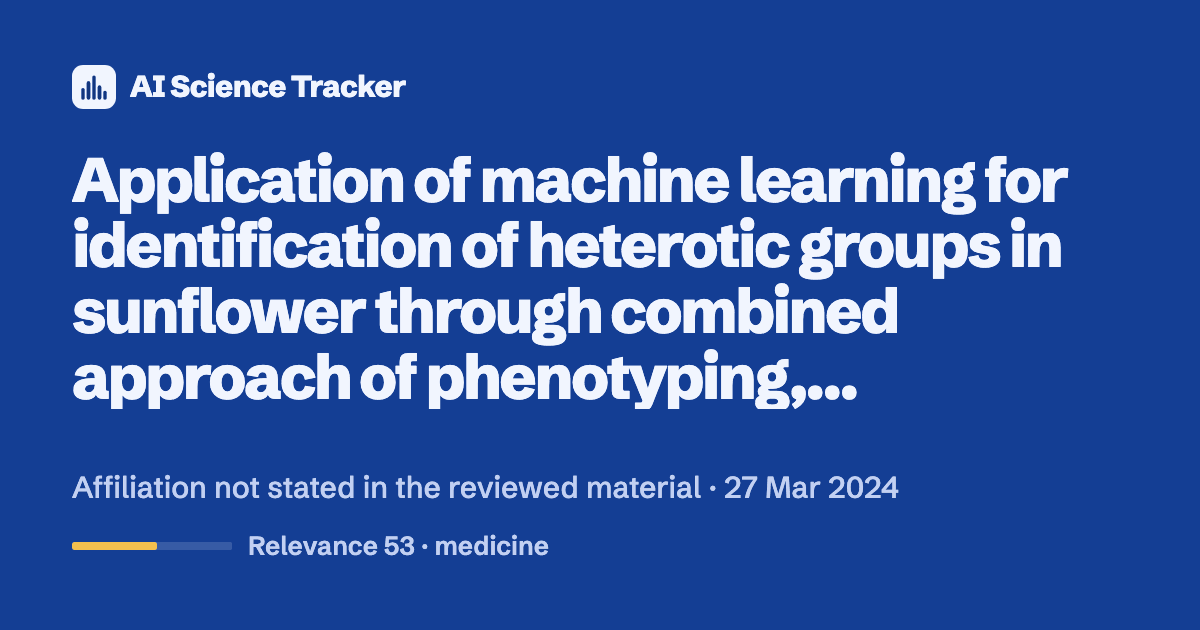 AI Science Tracker
Application of machine learning for
identification of heterotic groups in
sunflower through combined
approach of phenotyping,...
Affiliation not stated in the reviewed material · 27 Mar 2024
Relevance 53 · medicine